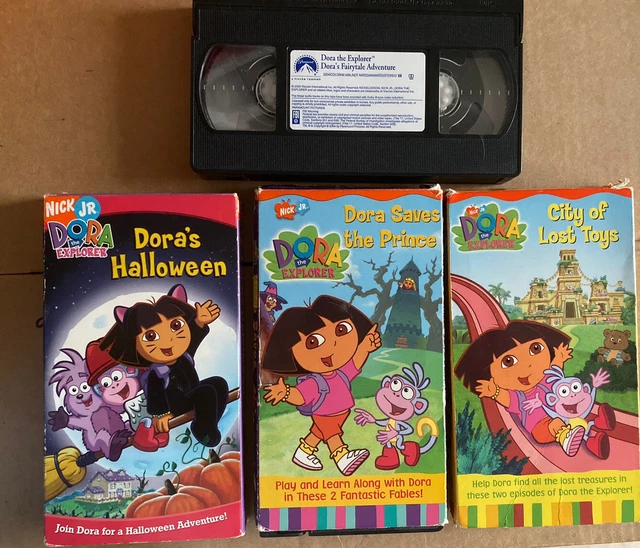 Paramount
Dora the Explorer™
Dora's Fairytale Adventure
NICK JR
DORA
the
EXPLORER
Dora's
Halloween
Join Dora for a Halloween Adventure!
NICK JR.
Dora Saves
the Prince
DORA
the
EXPLORER
Play and Learn Along with Dora
in These 2 Fantastic Fables!
NICK JR.
DORA
the
EXPLORER
City of
Lost Toys
Help Dora find all the lost treasures in
these two episodes of Dora the Explorer!